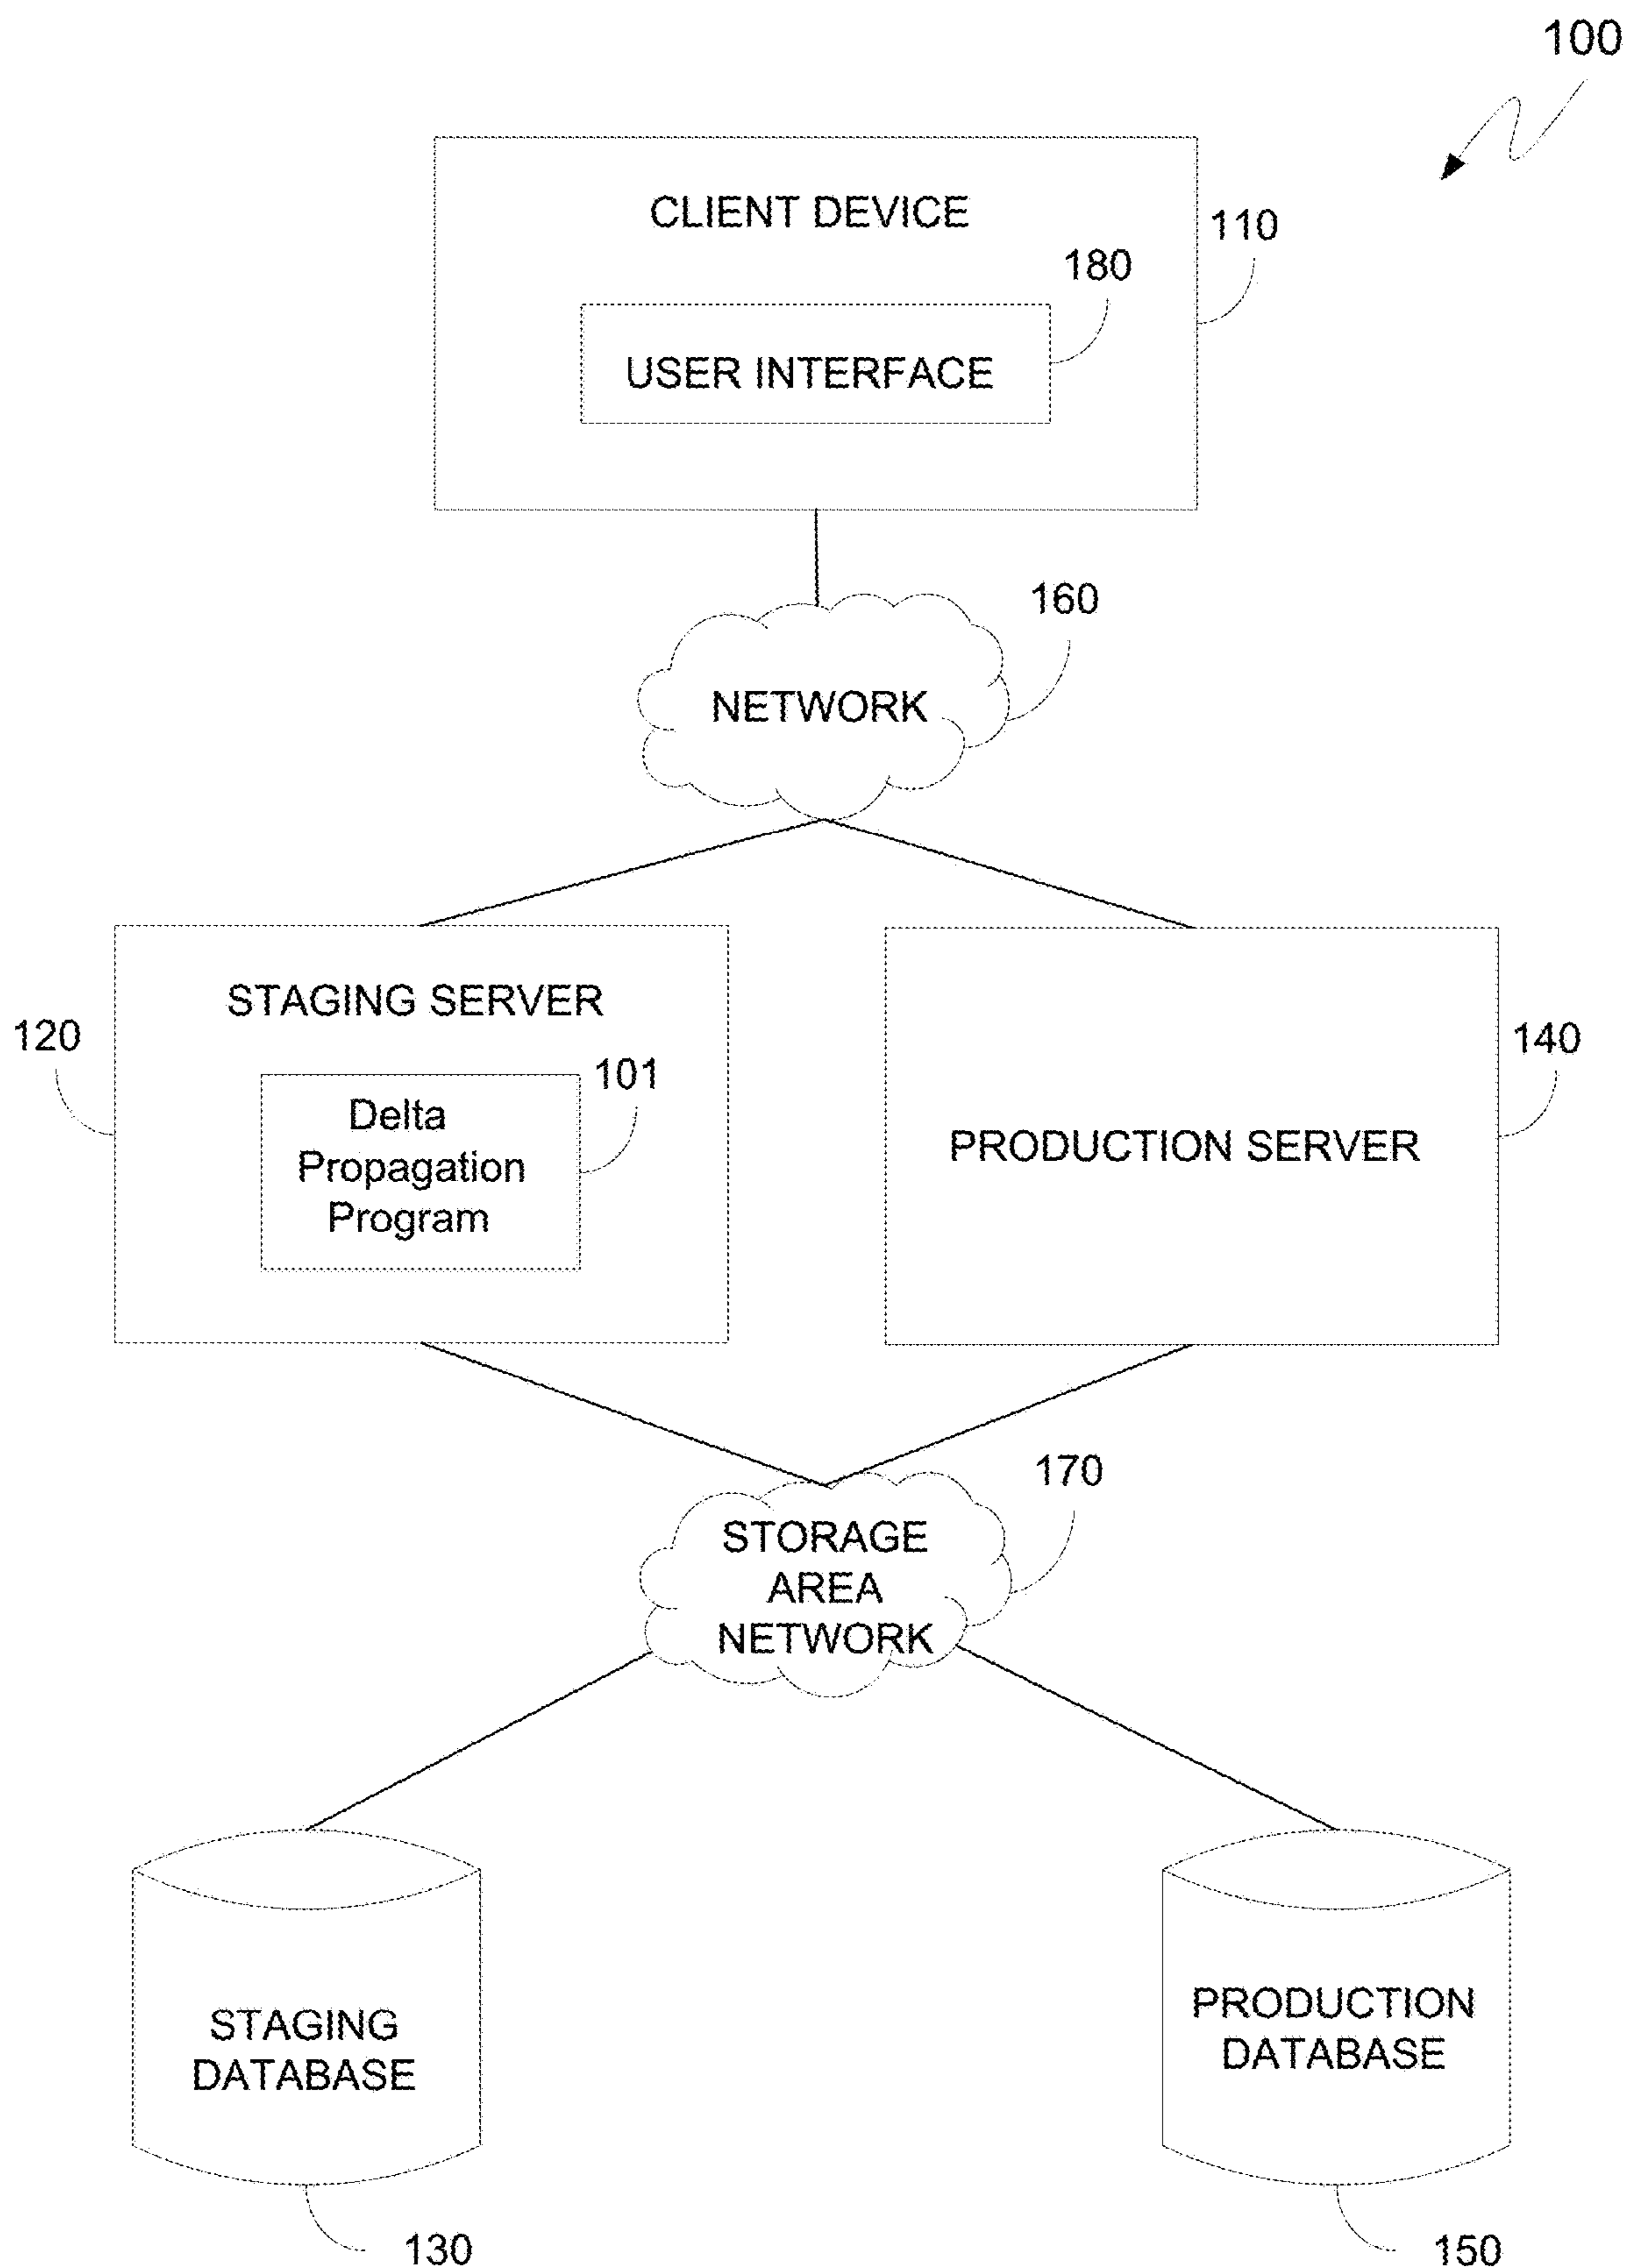 100
CLIENT DEVICE
110
180
USER INTERFACE
160
NETWORK
STAGING SERVER
120
101
Delta
Propagation
Program
140
PRODUCTION SERVER
170
STORAGE
AREA
NETWORK
STAGING
DATABASE
PRODUCTION
DATABASE
130
150